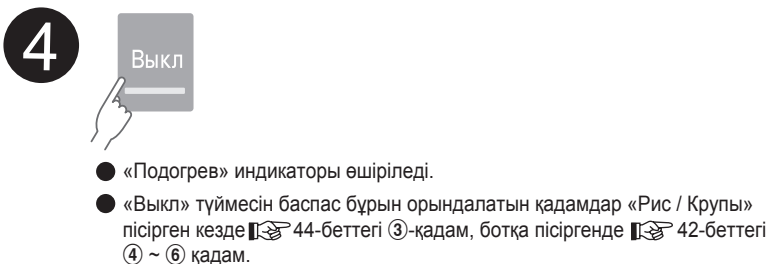 4
Выкл
● «Подогрев» индикаторы өшіріледі.
● «Выкл» түймесін баспас бұрын орындалатын қадамдар «Рис / Крупы»
пісірген кезде 44-беттегі ③-қадам, ботқа пісіргенде 42-беттегі
④ ~ ⑥ қадам.